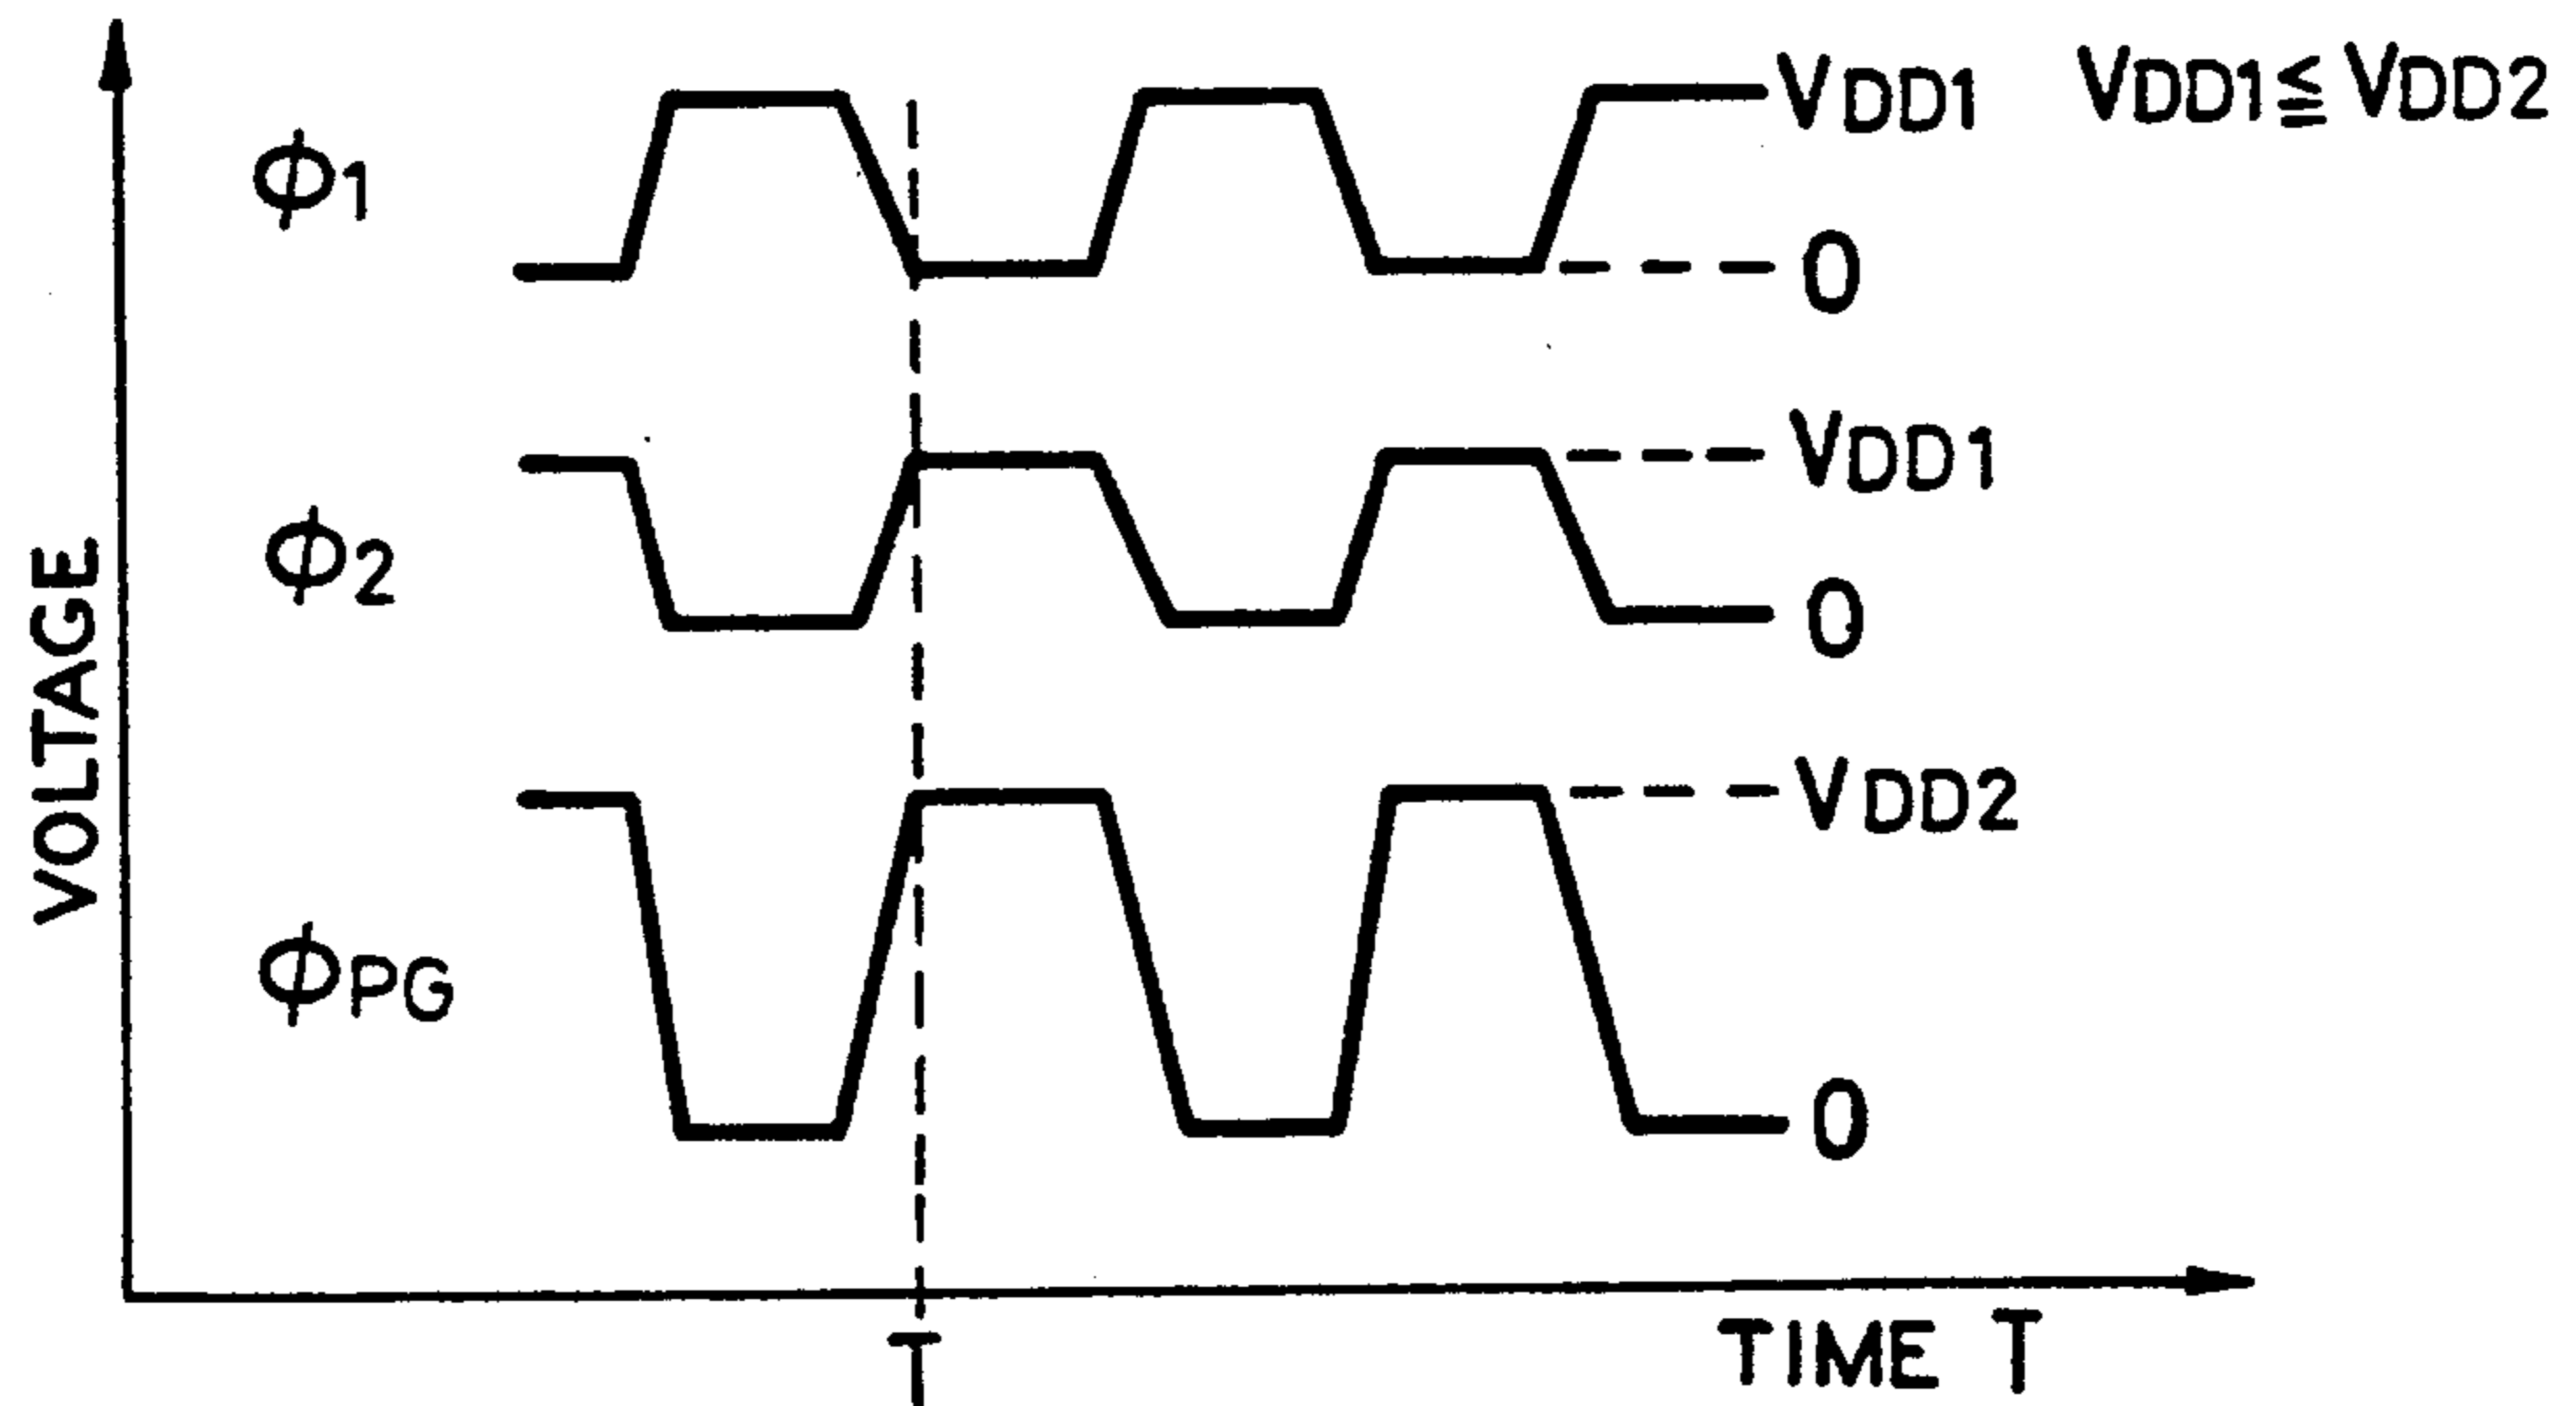 VOLTAGE
ϕ1
VDD1 VDD1≦VDD2
0
ϕ2
VDD1
0
ϕPG
VDD2
0
T
TIME T